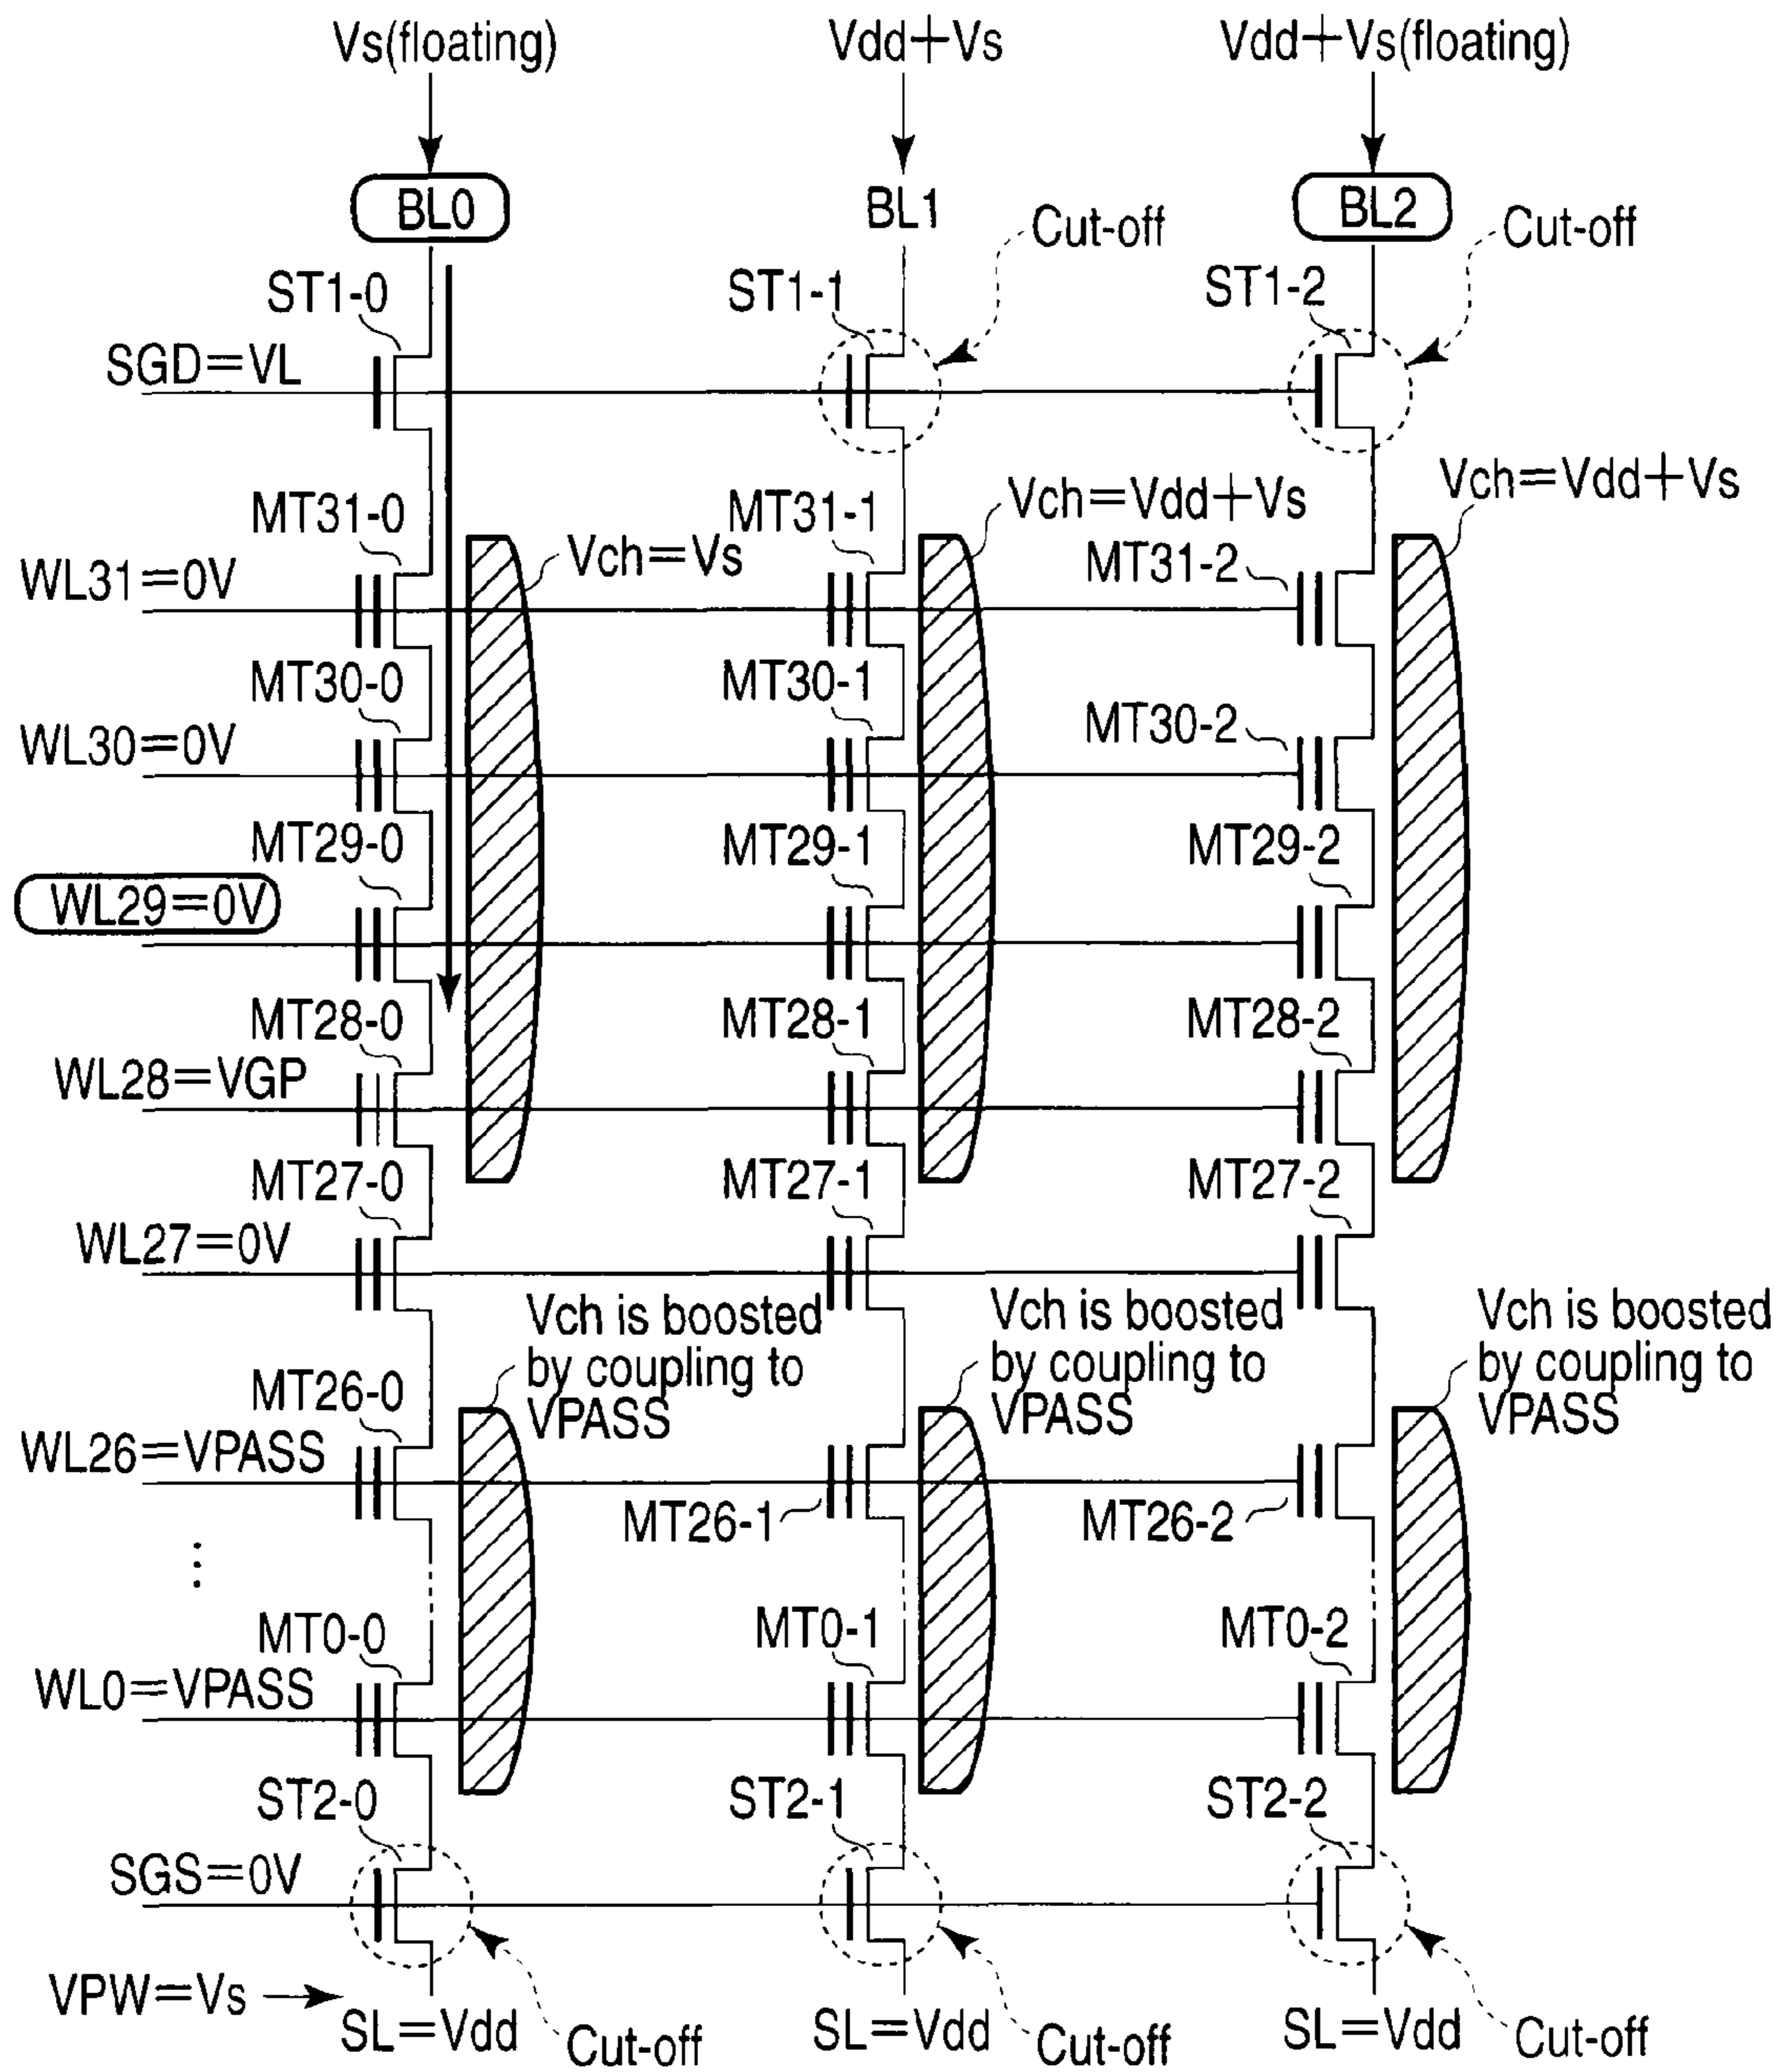 Vs(floating)
Vdd+Vs
Vdd+Vs(floating)
BL0
BL1
BL2
Cut-off
Cut-off
ST1-0
ST1-1
ST1-2
SGD=VL
MT31-0
MT31-1
Vch=Vdd+Vs
Vch=Vdd+Vs
WL31=0V
Vch=Vs
MT31-2
MT30-0
MT30-1
MT30-2
WL30=0V
MT29-0
MT29-1
MT29-2
WL29=0V
MT28-0
MT28-1
MT28-2
WL28=VGP
MT27-0
MT27-1
MT27-2
WL27=0V
Vch is boosted
by coupling to
VPASS
Vch is boosted
by coupling to
VPASS
Vch is boosted
by coupling to
VPASS
MT26-0
WL26=VPASS
MT26-1
MT26-2
⋮
MT0-0
MT0-1
MT0-2
WL0=VPASS
ST2-0
ST2-1
ST2-2
SGS=0V
VPW=Vs
SL=Vdd
Cut-off
SL=Vdd
Cut-off
SL=Vdd
Cut-off